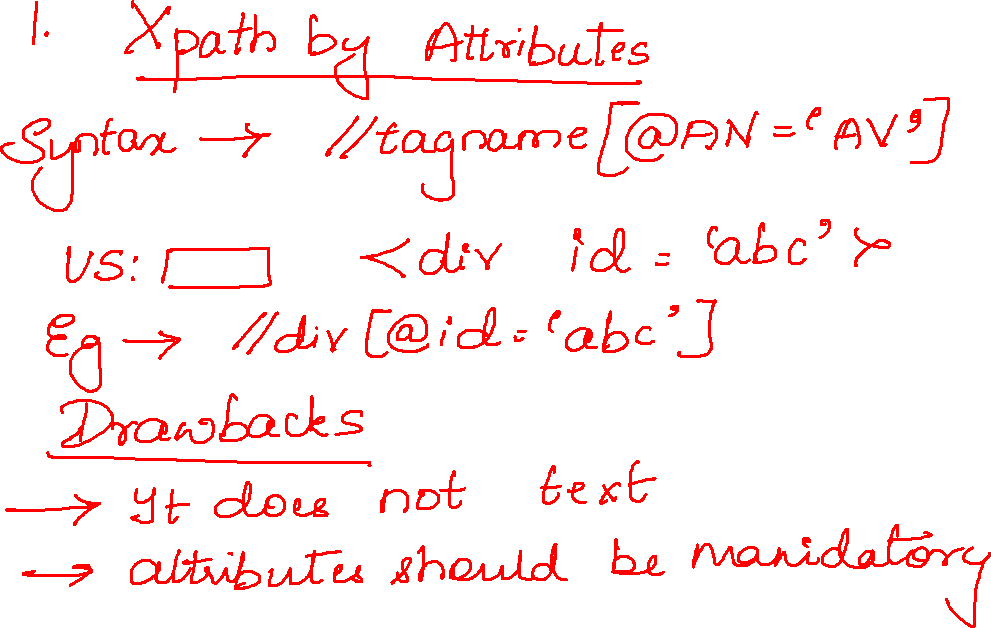 1. Xpath by Attributes
Syntax → //tagname[@AN='AV']
US: <div id='abc'>
Eg → //div[@id='abc']
Drawbacks
→ It does not text
→ attributes should be manidatory